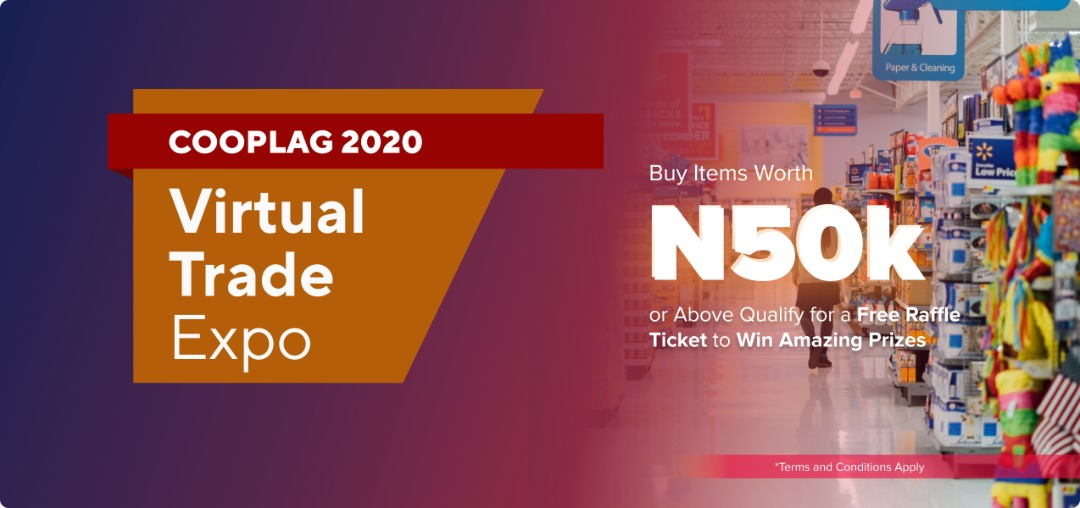 COOPLAG 2020
Virtual
Trade
Expo
Paper & Cleaning
Low Price
Buy Items Worth
N50k
or Above Qualify for a Free Raffle
Ticket to Win Amazing Prizes
*Terms and Conditions Apply